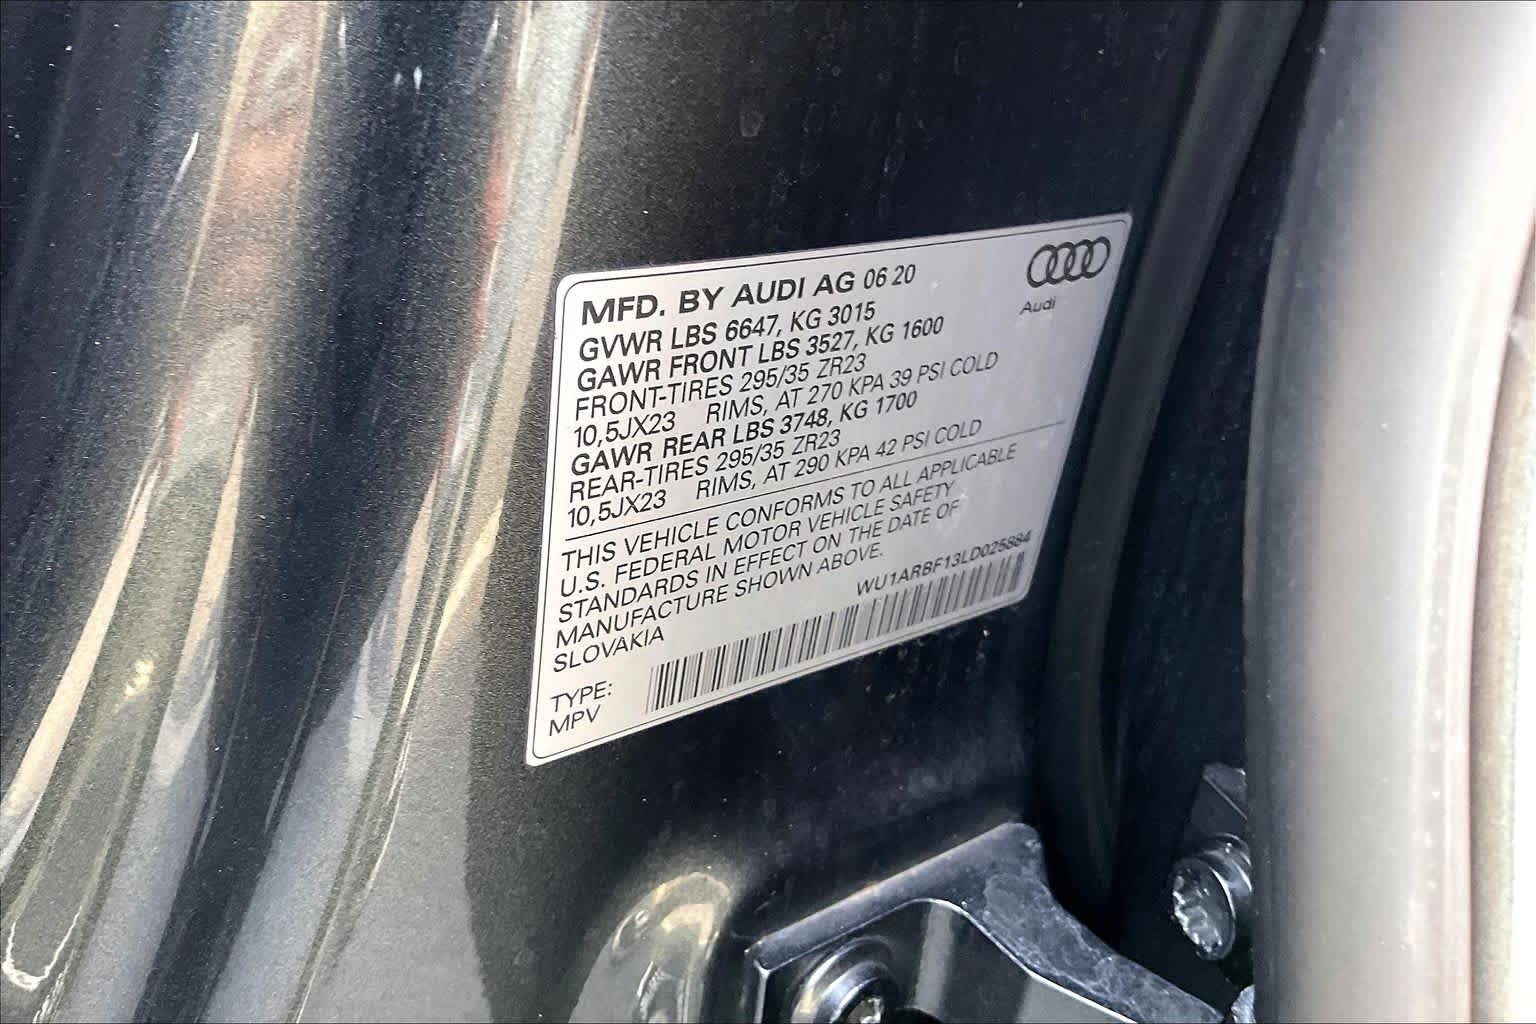 MFD. BY AUDI AG 06 20
Audi
GVWR LBS 6647, KG 3015
GAWR FRONT LBS 3527, KG 1600
FRONT-TIRES 295/35 ZR23
10,5JX23 RIMS, AT 270 KPA 39 PSI COLD
GAWR REAR LBS 3748, KG 1700
REAR-TIRES 295/35 ZR23
10,5JX23 RIMS, AT 290 KPA 42 PSI COLD
THIS VEHICLE CONFORMS TO ALL APPLICABLE
U.S. FEDERAL MOTOR VEHICLE SAFETY
STANDARDS IN EFFECT ON THE DATE OF
MANUFACTURE SHOWN ABOVE.
SLOVAKIA
WU1ARBF13LD025884
TYPE:
MPV